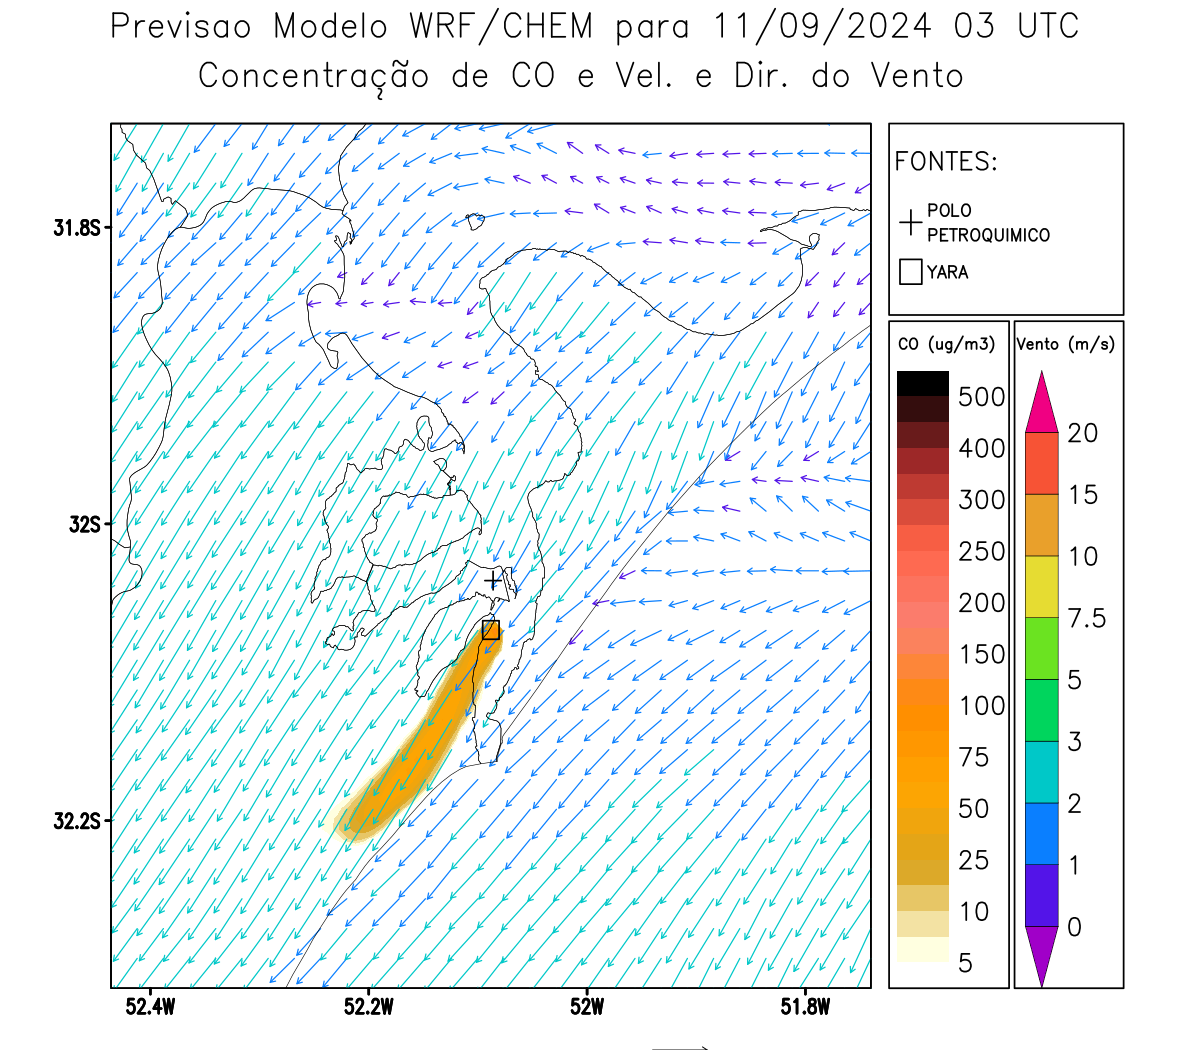 Previsao Modelo WRF/CHEM para 11/09/2024 03 UTC
Concentração de CO e Vel. e Dir. do Vento
FONTES:
POLO
PETROQUIMICO
YARA
CO (ug/m3)
500
400
300
250
200
150
100
75
50
25
10
5
Vento (m/s)
20
15
10
7.5
5
3
2
1
0
31.8S
32S
32.2S
52.4W
52.2W
52W
51.8W